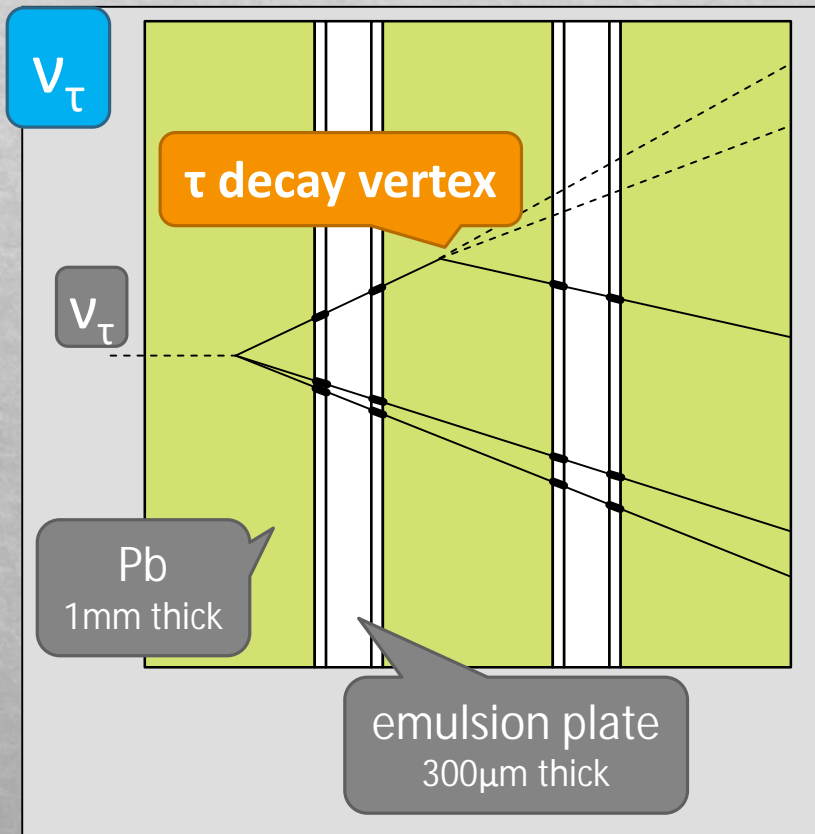 ντ
τ decay vertex
ντ
Pb
1mm thick
emulsion plate
300μm thick